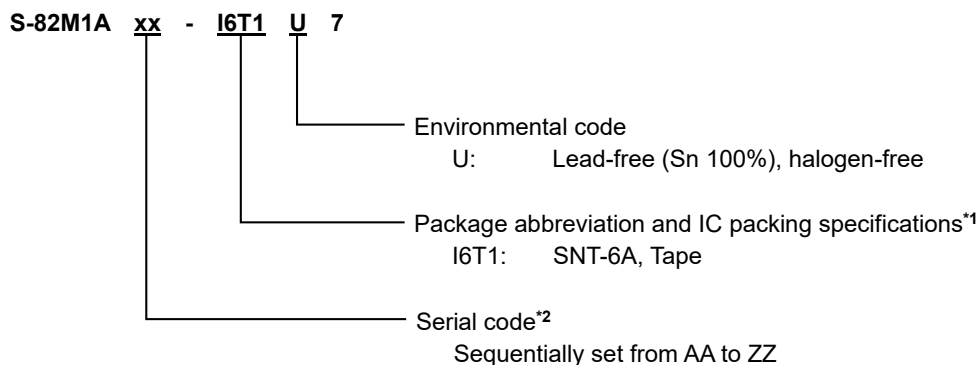 S-82M1A xx - I6T1 U 7
Environmental code
U: Lead-free (Sn 100%), halogen-free
Package abbreviation and IC packing specifications*1
I6T1: SNT-6A, Tape
Serial code*2
Sequentially set from AA to ZZ